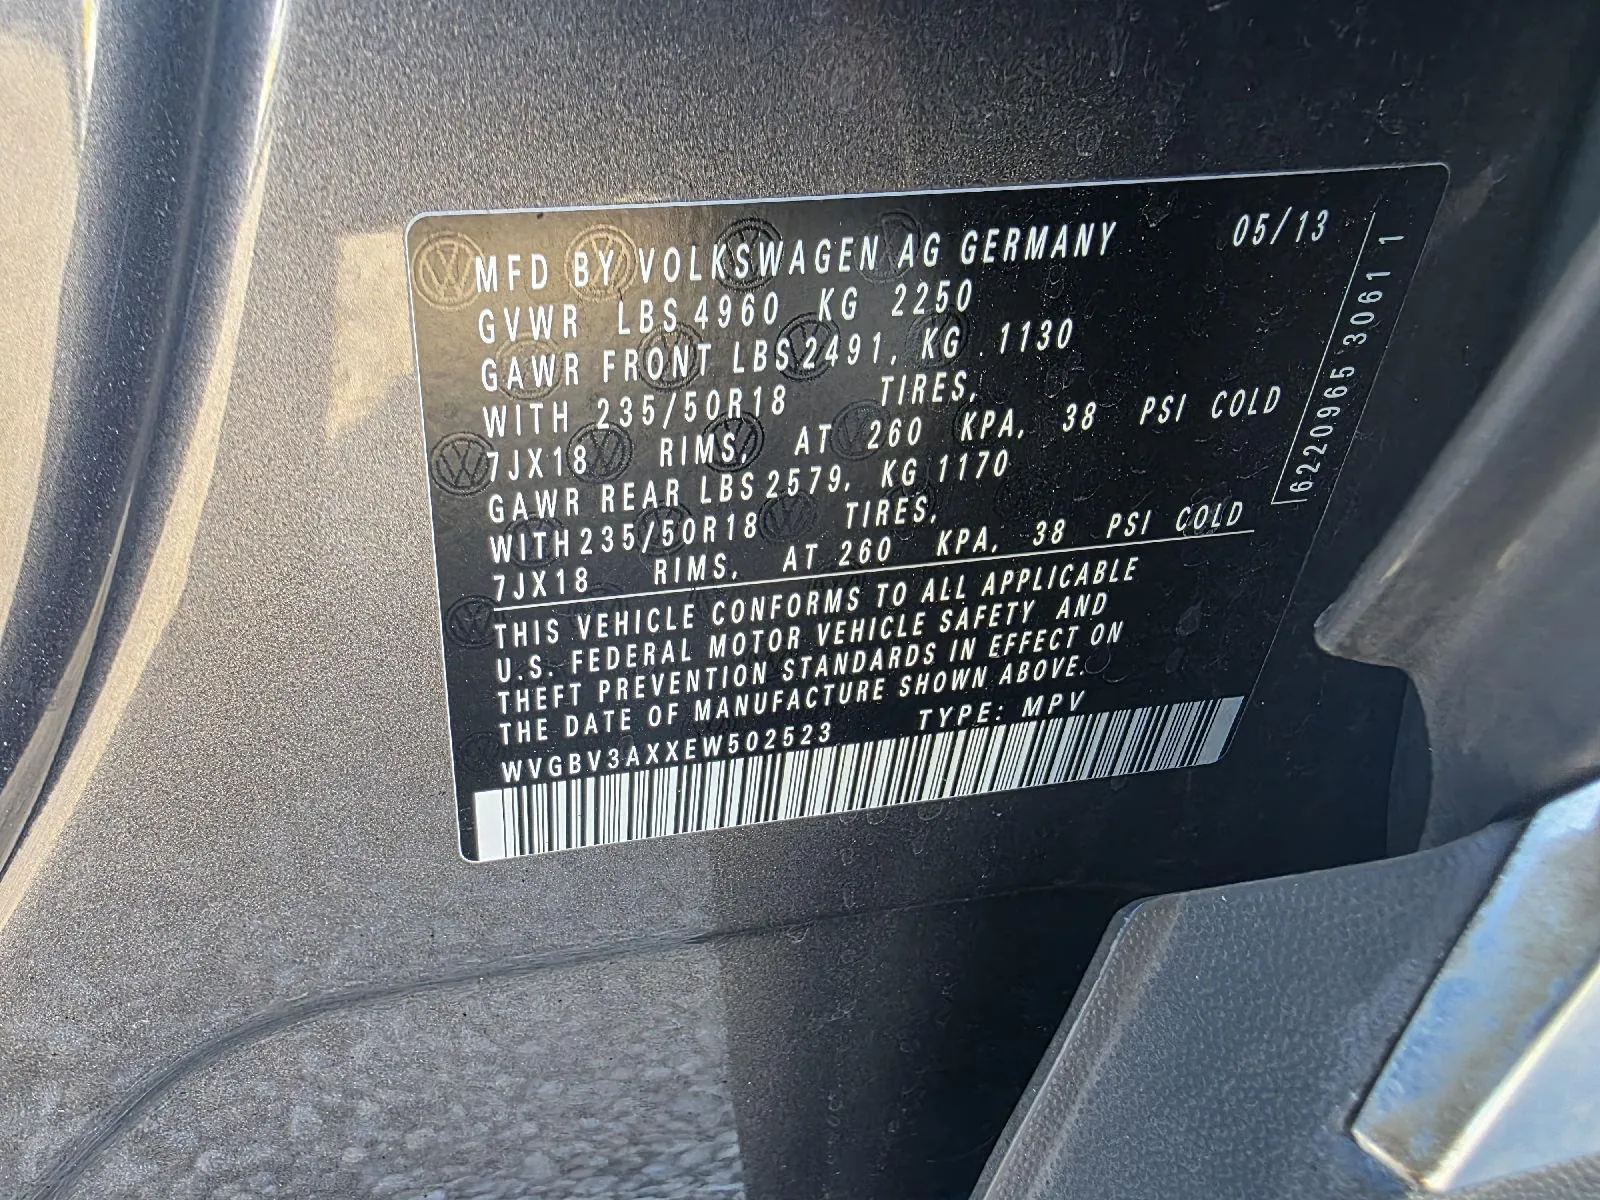 MFD BY VOLKSWAGEN AG GERMANY 05/13
GVWR LBS 4960 KG 2250
GAWR FRONT LBS 2491, KG 1130
WITH 235/50R18 TIRES,
7JX18 RIMS, AT 260 KPA, 38 PSI COLD
GAWR REAR LBS 2579, KG 1170
WITH 235/50R18 TIRES,
7JX18 RIMS, AT 260 KPA, 38 PSI COLD
THIS VEHICLE CONFORMS TO ALL APPLICABLE
U.S. FEDERAL MOTOR VEHICLE SAFETY AND
THEFT PREVENTION STANDARDS IN EFFECT ON
THE DATE OF MANUFACTURE SHOWN ABOVE.
WVGBV3AXXEW502523 TYPE: MPV
6220965 3061 1